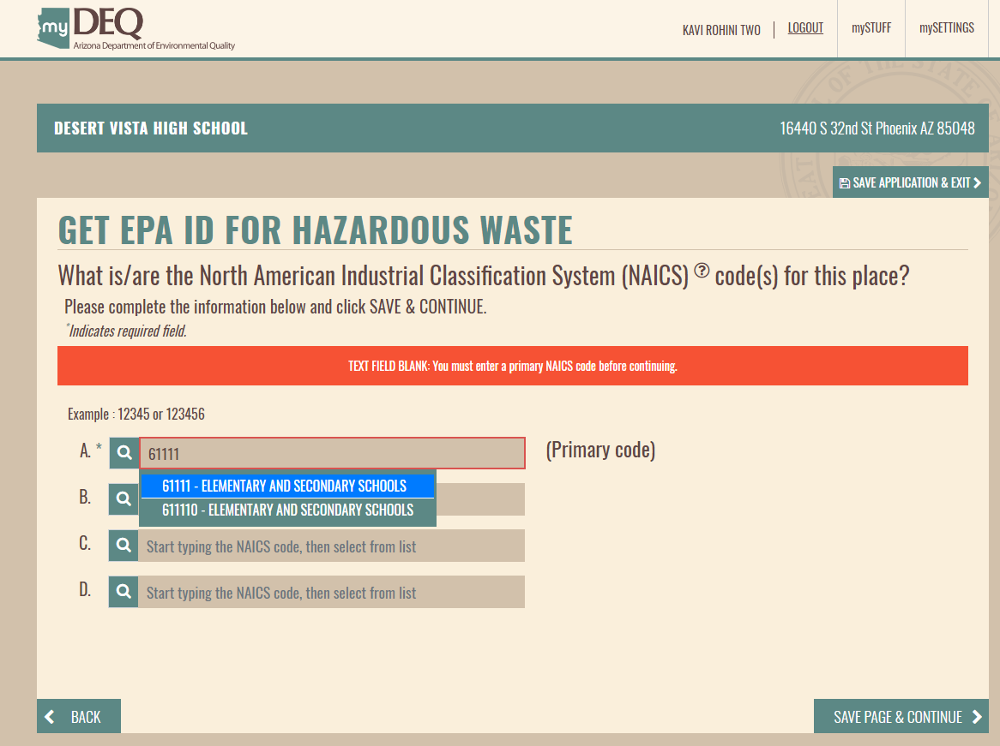 my DEQ
Arizona Department of Environmental Quality
KAVI ROHINI TWO
LOGOUT
mySTUFF
mySETTINGS
DESERT VISTA HIGH SCHOOL
16440 S 32nd St Phoenix AZ 85048
SAVE APPLICATION & EXIT
GET EPA ID FOR HAZARDOUS WASTE
What is/are the North American Industrial Classification System (NAICS) ? code(s) for this place?
Please complete the information below and click SAVE & CONTINUE.
*Indicates required field.
TEXT FIELD BLANK: You must enter a primary NAICS code before continuing.
Example : 12345 or 123456
A. * 61111 (Primary code)
61111 - ELEMENTARY AND SECONDARY SCHOOLS
B.
611110 - ELEMENTARY AND SECONDARY SCHOOLS
C. Start typing the NAICS code, then select from list
D. Start typing the NAICS code, then select from list
BACK
SAVE PAGE & CONTINUE